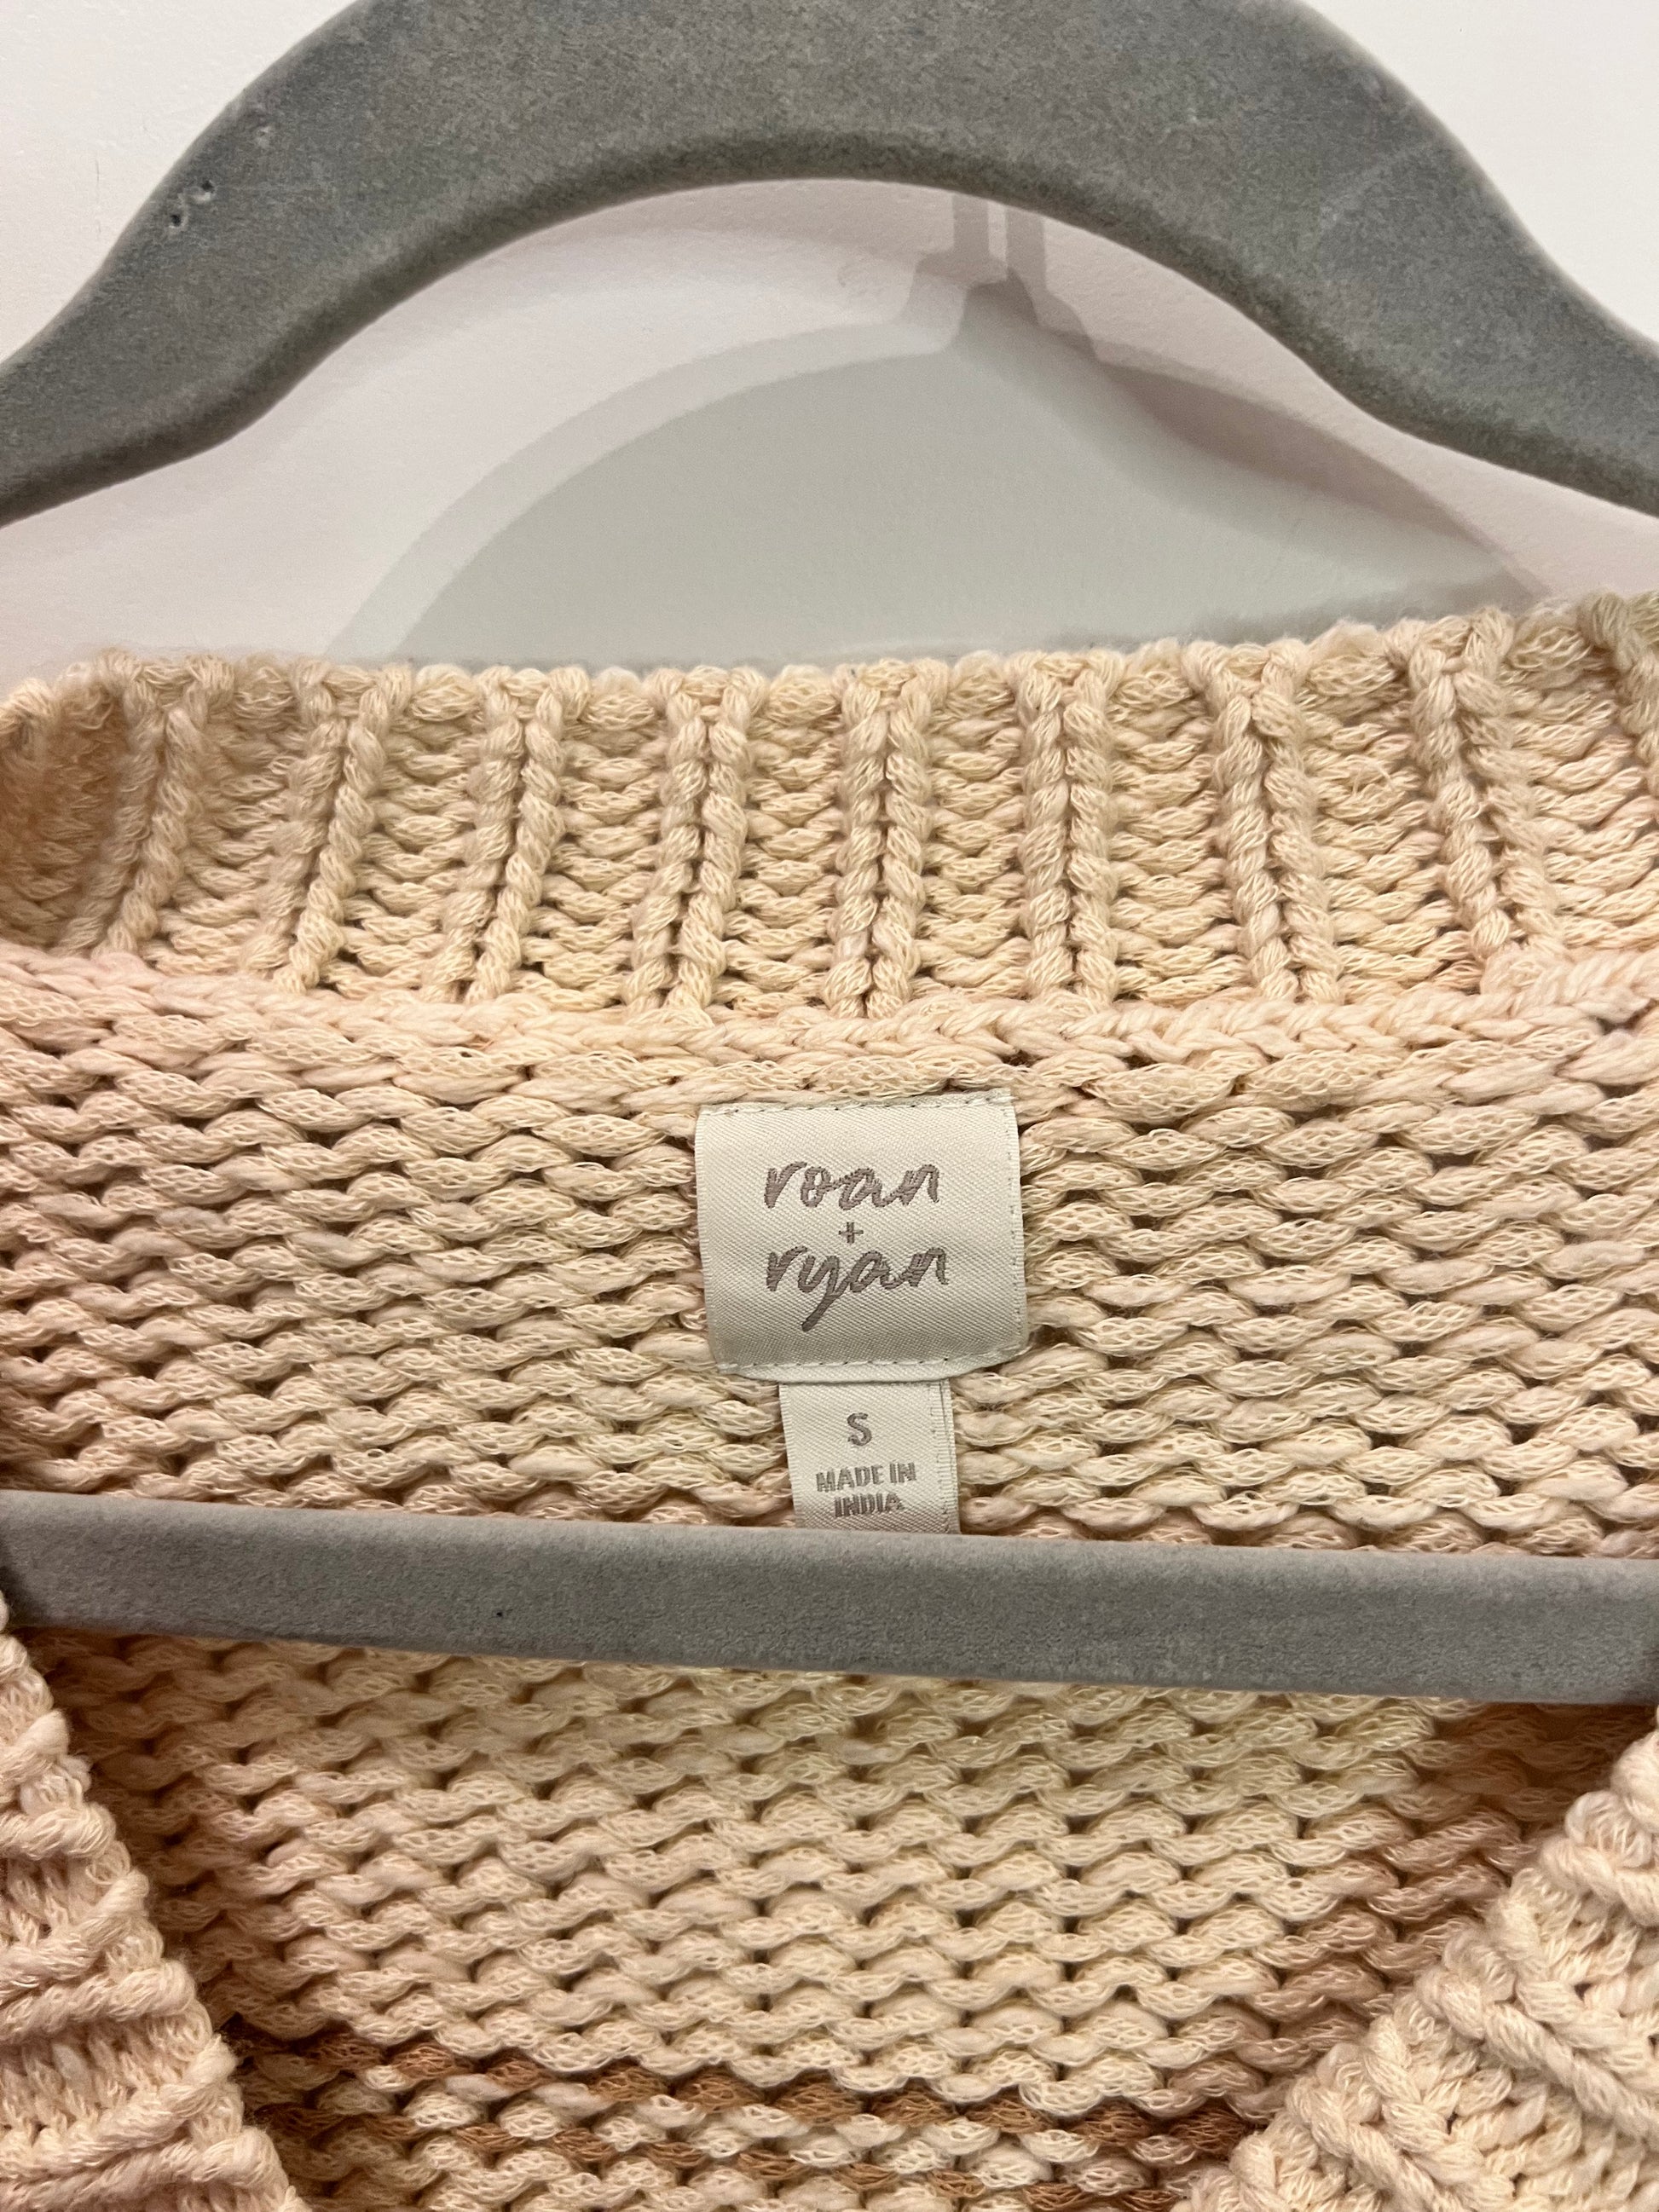 roan
+
ryan
S
MADE IN
INDIA